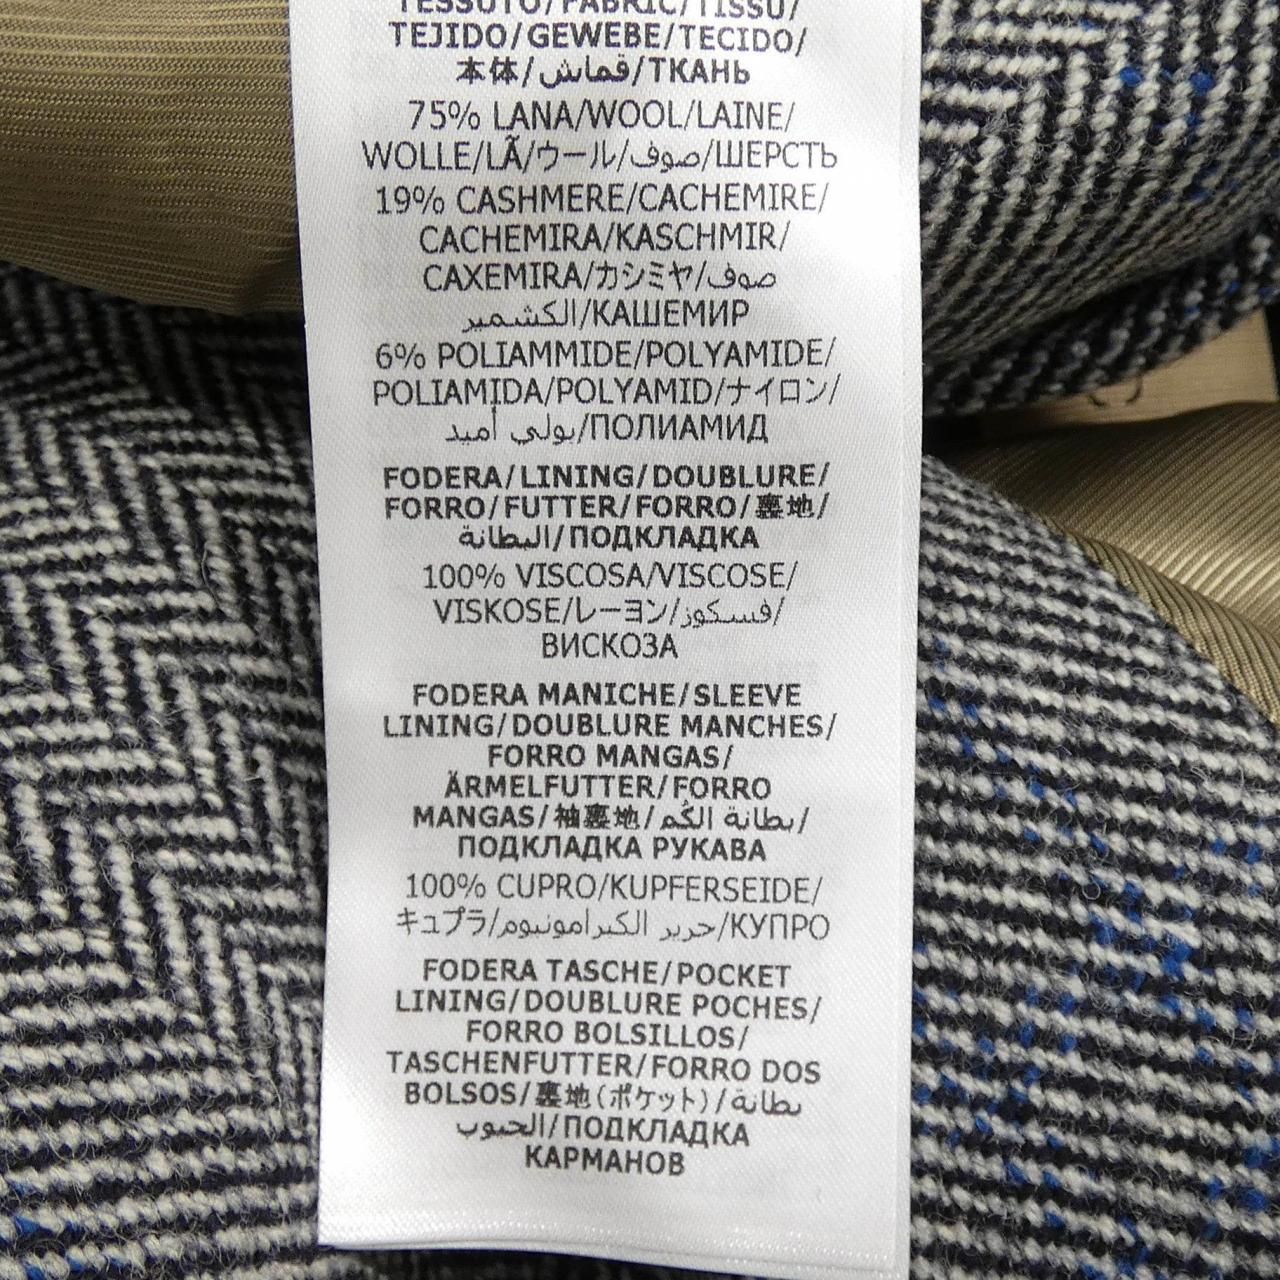 TESSUTO/FABRIC/TISSU/
TEJIDO/GEWEBE/TECIDO/
本体/قماش/ТКАНЬ
75% LANA/WOOL/LAINE/
WOLLE/LÃ/ウール/صوف/ШЕРСТЬ
19% CASHMERE/CACHEMIRE/
CACHEMIRA/KASCHMIR/
CAXEMIRA/カシミヤ/صوف
الكشمير/КАШЕМИР
6% POLIAMMIDE/POLYAMIDE/
POLIAMIDA/POLYAMID/ナイロン/
بولي أميد/ПОЛИАМИД
FODERA/LINING/DOUBLURE/
FORRO/FUTTER/FORRO/裏地/
البطانة/ПОДКЛАДКА
100% VISCOSA/VISCOSE/
VISKOSE/レーヨン/فسكوز/
ВИСКОЗА
FODERA MANICHE/SLEEVE
LINING/DOUBLURE MANCHES/
FORRO MANGAS/
ÄRMELFUTTER/FORRO
MANGAS/袖裏地/بطانة الكُم/
ПОДКЛАДКА РУКАВА
100% CUPRO/KUPFERSEIDE/
キュプラ/حرير الكبرامونيوم/КУПРО
FODERA TASCHE/POCKET
LINING/DOUBLURE POCHES/
FORRO BOLSILLOS/
TASCHENFUTTER/FORRO DOS
BOLSOS/裏地(ポケット)/بطانة
الجيوب/ПОДКЛАДКА
КАРМАНОВ